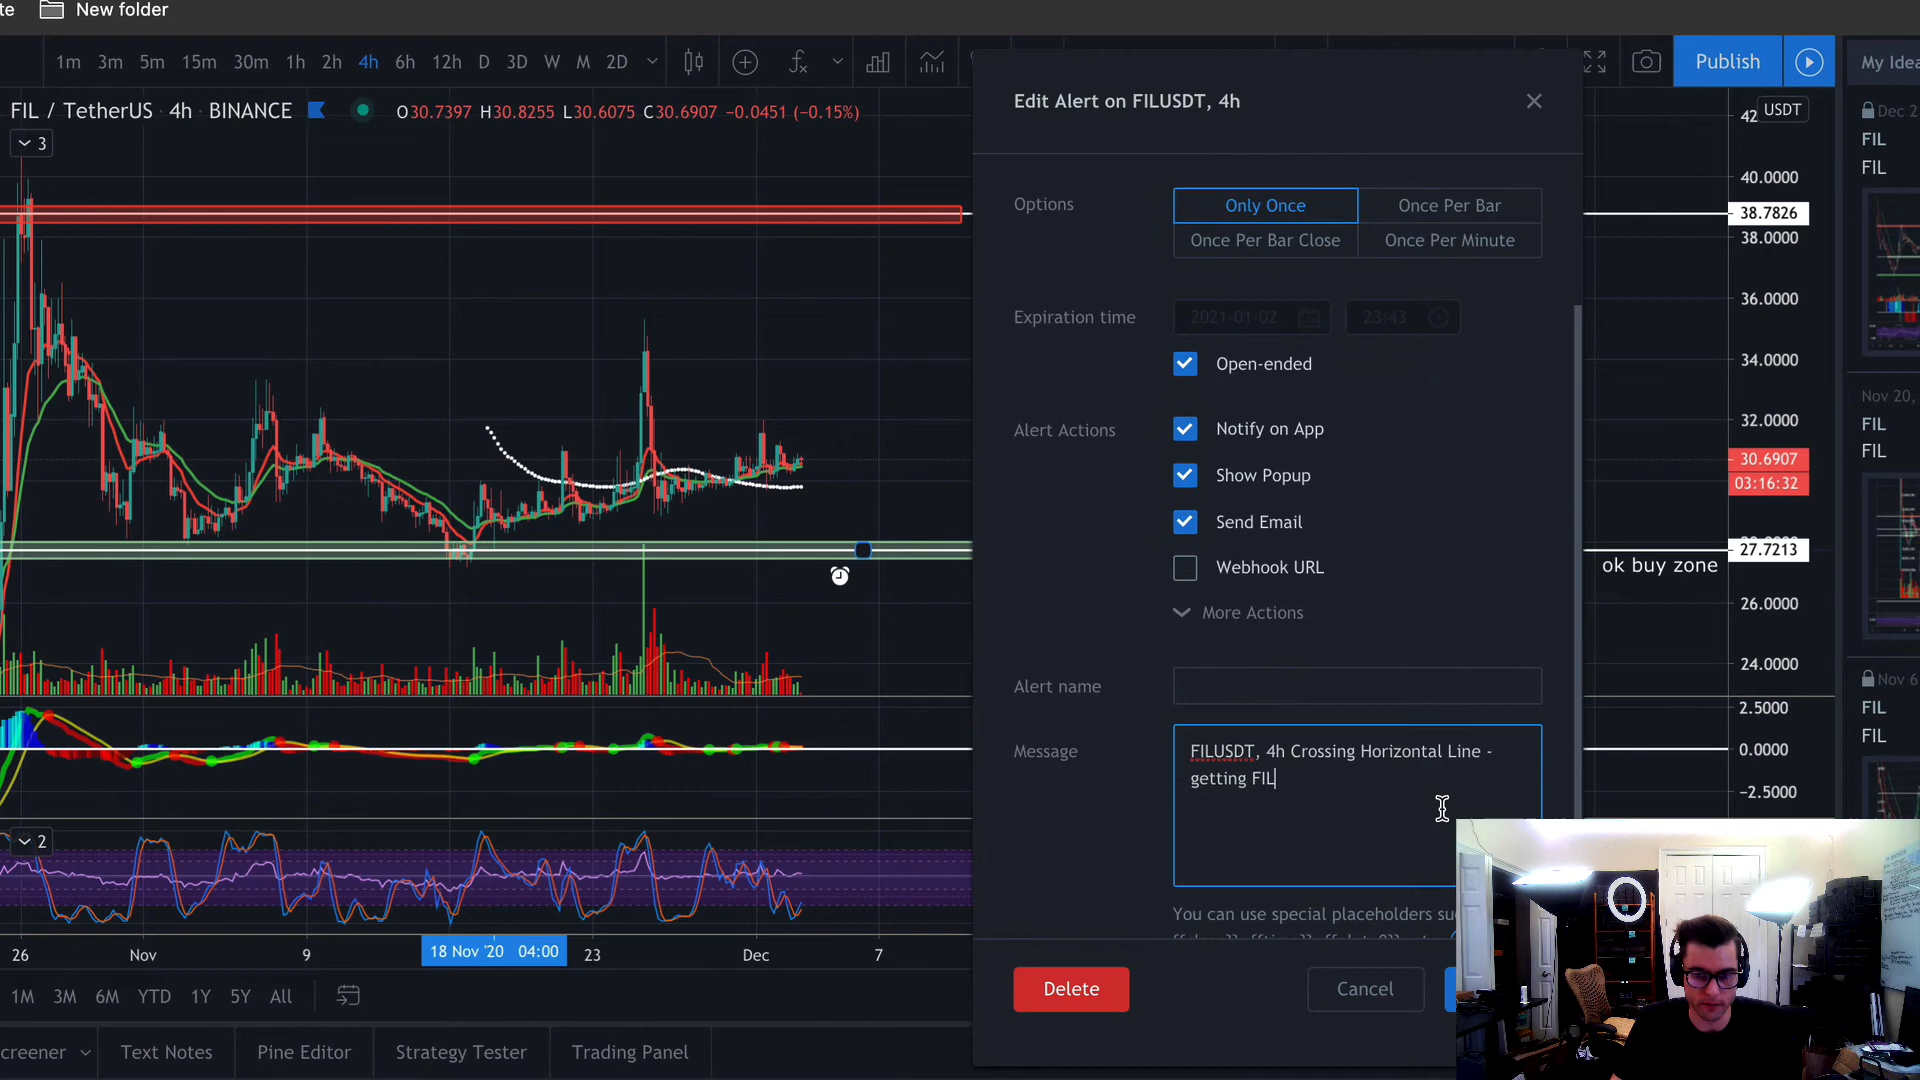 te New folder
1m 3m 5m 15m 30m 1h 2h 4h 6h 12h D 3D W M 2D
Publish
My Idea
FIL / TetherUS · 4h · BINANCE O30.7397 H30.8255 L30.6075 C30.6907 −0.0451 (−0.15%)
3
Edit Alert on FILUSDT, 4h
Options
Only Once Once Per Bar
Once Per Bar Close Once Per Minute
Expiration time 2021-01-02 23:43
Open-ended
Alert Actions Notify on App
Show Popup
Send Email
Webhook URL
More Actions
Alert name
Message FILUSDT, 4h Crossing Horizontal Line -
getting FIL
You can use special placeholders su
Delete Cancel
42 USDT
40.0000
38.7826
38.0000
36.0000
34.0000
32.0000
30.6907
03:16:32
27.7213
ok buy zone
26.0000
24.0000
2.5000
0.0000
−2.5000
Dec 2
FIL
FIL
Nov 20,
FIL
FIL
Nov 6
FIL
FIL
2
26 Nov 9 18 Nov '20 04:00 23 Dec 7
1M 3M 6M YTD 1Y 5Y All
creener Text Notes Pine Editor Strategy Tester Trading Panel